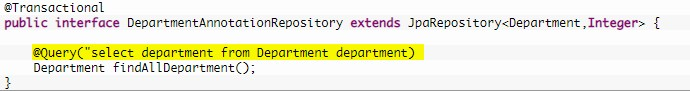 @Transactional
public interface DepartmentAnnotationRepository extends JpaRepository<Department,Integer> {
@Query("select department from Department department)
Department findAllDepartment();
}